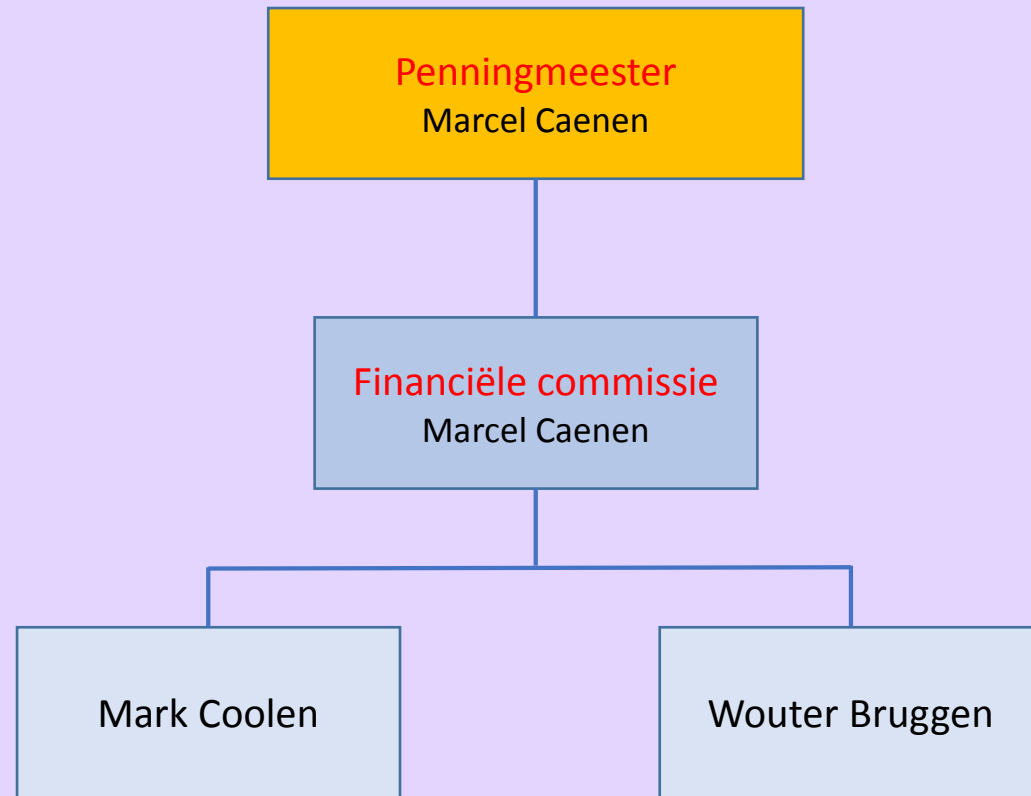 Penningmeester
Marcel Caenen
Financiële commissie
Marcel Caenen
Mark Coolen
Wouter Bruggen